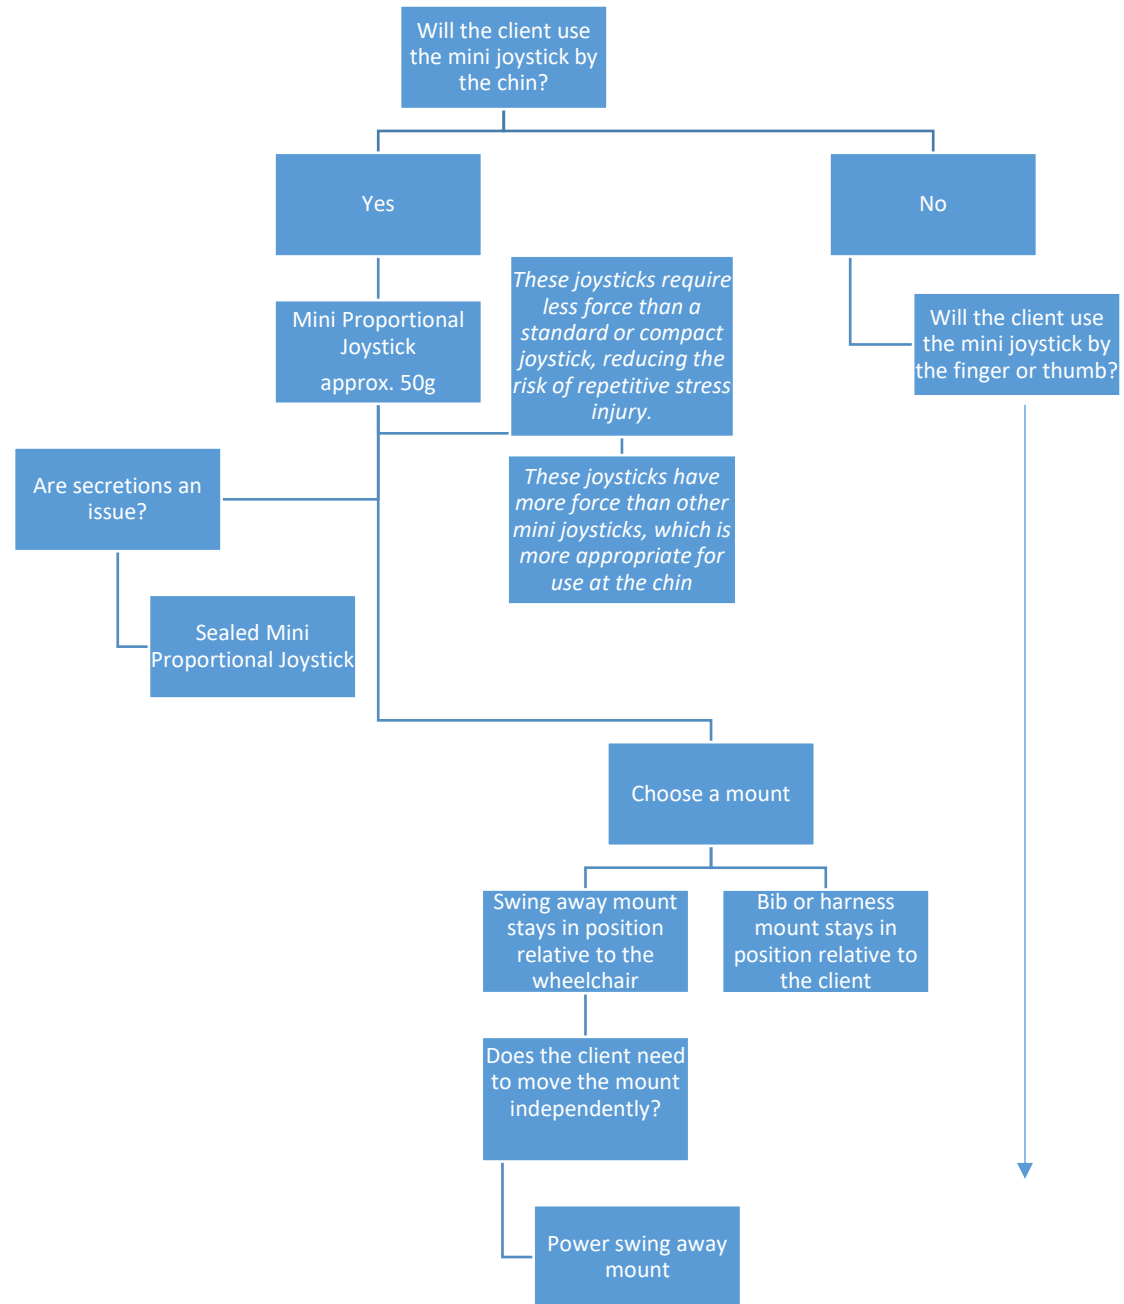 Will the client use
the mini joystick by
the chin?
Yes
No
Mini Proportional
Joystick
approx. 50g
These joysticks require
less force than a
standard or compact
joystick, reducing the
risk of repetitive stress
injury.
Will the client use
the mini joystick by
the finger or thumb?
These joysticks have
more force than other
mini joysticks, which is
more appropriate for
use at the chin
Are secretions an
issue?
Sealed Mini
Proportional Joystick
Choose a mount
Swing away mount
stays in position
relative to the
wheelchair
Bib or harness
mount stays in
position relative to
the client
Does the client need
to move the mount
independently?
Power swing away
mount